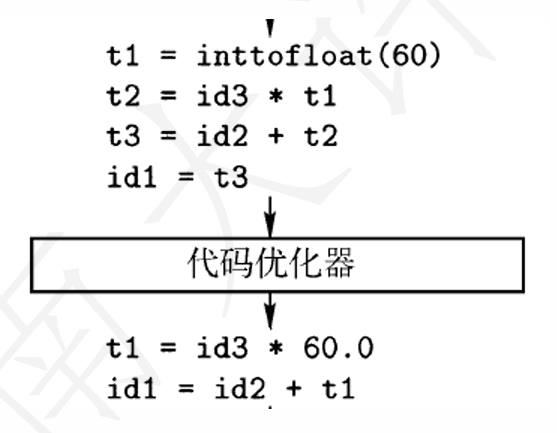 t1 = inttofloat(60)
t2 = id3 * t1
t3 = id2 + t2
id1 = t3
代码优化器
t1 = id3 * 60.0
id1 = id2 + t1